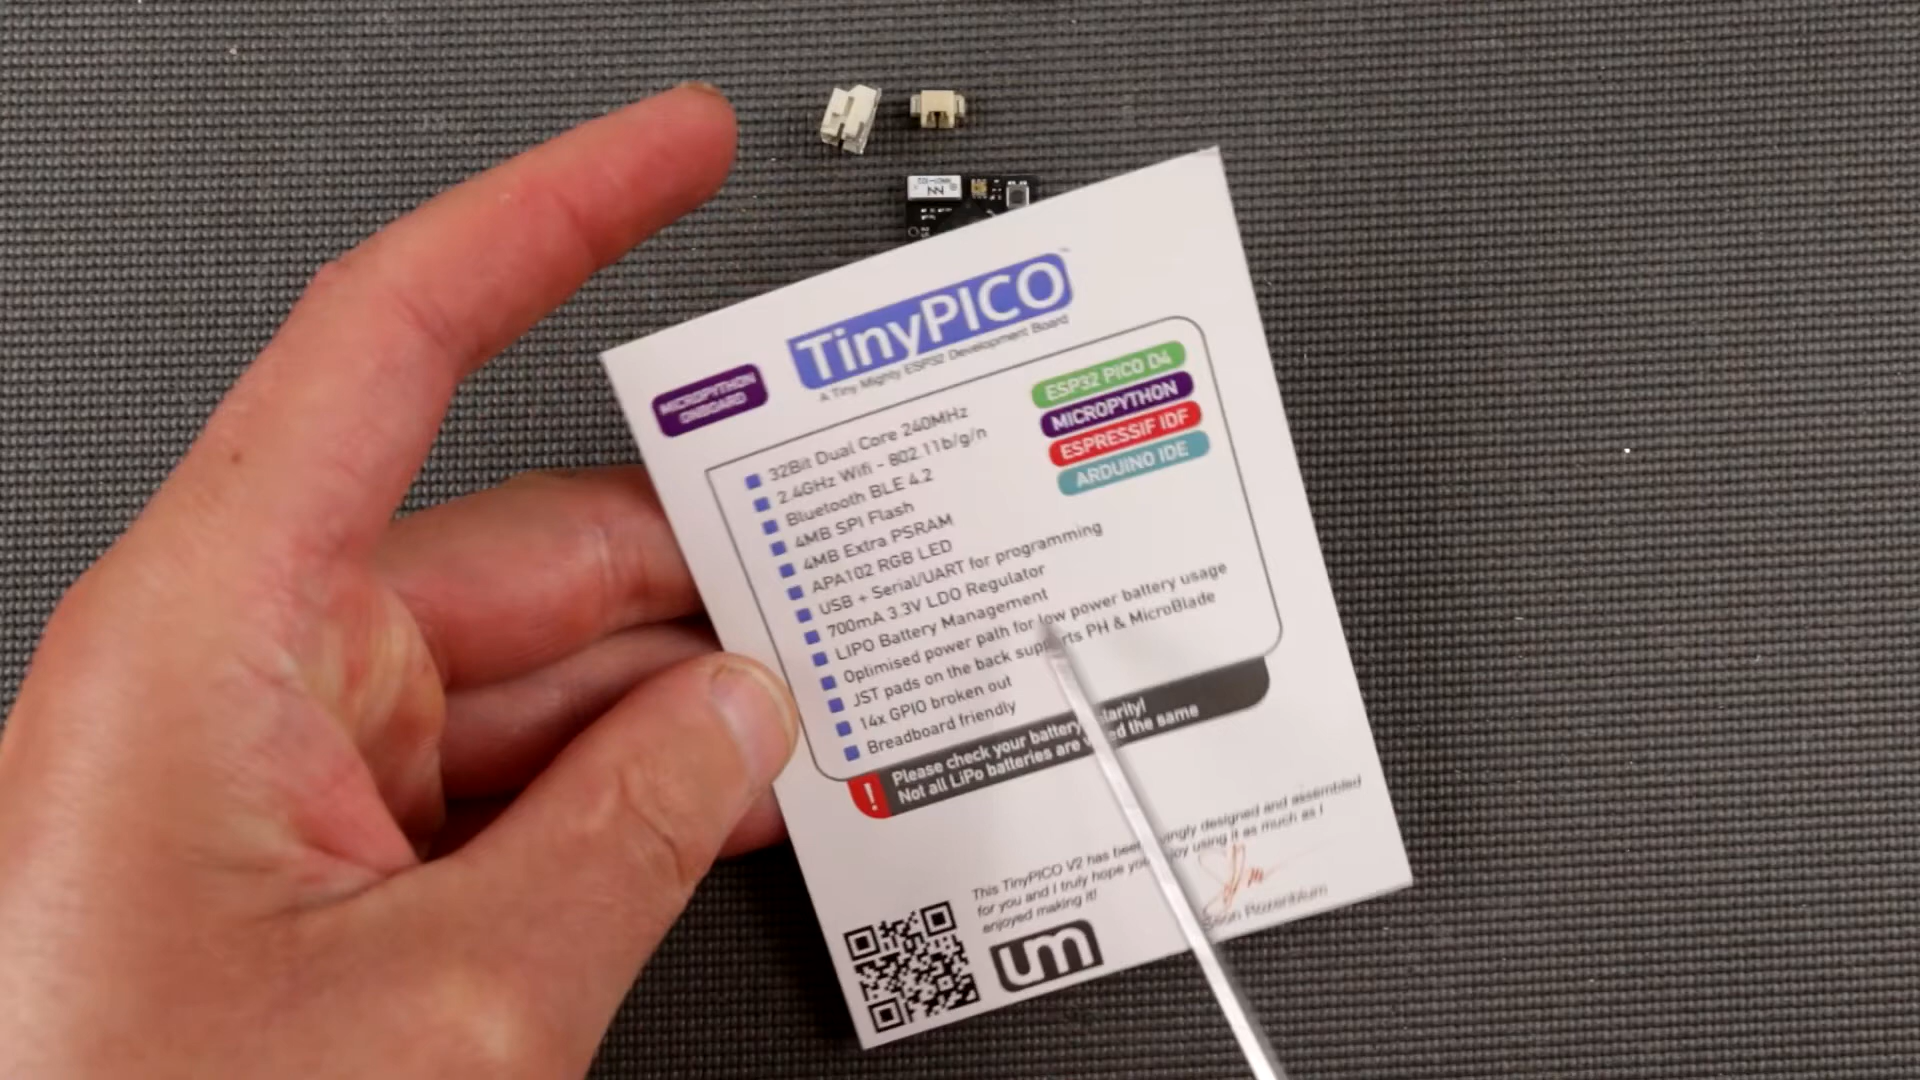 TinyPICO™
A Tiny Mighty ESP32 Development Board
MICROPYTHON
ONBOARD
ESP32 PICO D4
MICROPYTHON
ESPRESSIF IDF
ARDUINO IDE
32Bit Dual Core 240MHz
2.4GHz Wifi - 802.11b/g/n
Bluetooth BLE 4.2
4MB SPI Flash
4MB Extra PSRAM
APA102 RGB LED
USB + Serial/UART for programming
700mA 3.3V LDO Regulator
LIPO Battery Management
Optimised power path for low power battery usage
JST pads on the back supports PH & MicroBlade
14x GPIO broken out
Breadboard friendly
! Please check your battery
Not all LiPo batteries are the same
This TinyPICO V2 has been designed and assembled
for you and I truly hope you enjoy using it as much as I
enjoyed making it!
Rozenblum
um